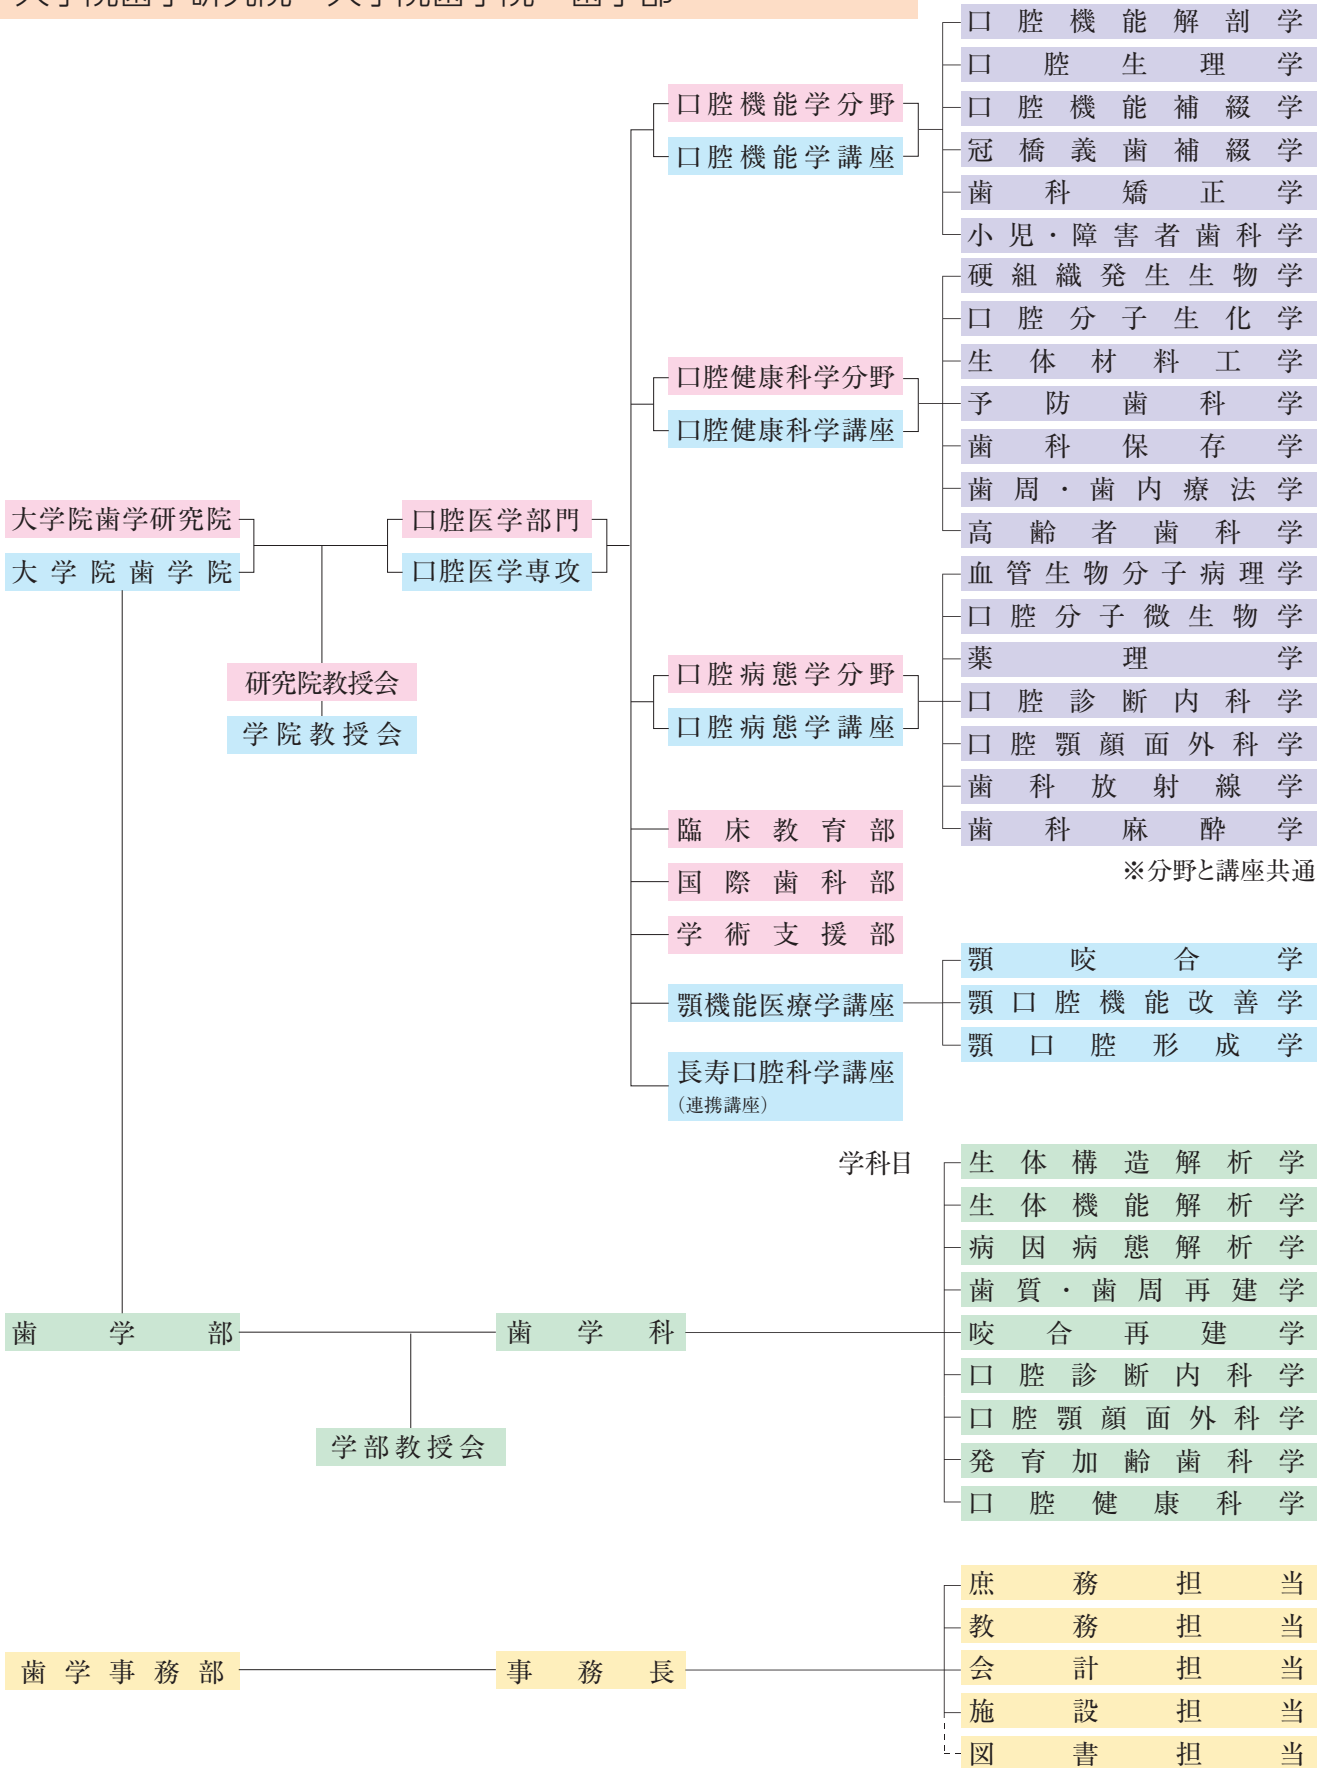 大学院歯学研究院・大学院歯学院・歯学部
大学院歯学研究院
大学院歯学院
研究院教授会
学院教授会
口腔医学部門
口腔医学専攻
口腔機能学分野
口腔機能学講座
口腔機能解剖学
口腔生理学
口腔機能補綴学
冠橋義歯補綴学
歯科矯正学
小児・障害者歯科学
口腔健康科学分野
口腔健康科学講座
硬組織発生生物学
口腔分子生化学
生体材料工学
予防歯科学
歯科保存学
歯周・歯内療法学
高齢者歯科学
口腔病態学分野
口腔病態学講座
血管生物分子病理学
口腔分子微生物学
薬理学
口腔診断内科学
口腔顎顔面外科学
歯科放射線学
歯科麻酔学
※分野と講座共通
臨床教育部
国際歯科部
学術支援部
顎機能医療学講座
顎咬合学
顎口腔機能改善学
顎口腔形成学
長寿口腔科学講座
（連携講座）
歯学部
学部教授会
歯学科
学科目
生体構造解析学
生体機能解析学
病因病態解析学
歯質・歯周再建学
咬合再建学
口腔診断内科学
口腔顎顔面外科学
発育加齢歯科学
口腔健康科学
歯学事務部
事務長
庶務担当
教務担当
会計担当
施設担当
図書担当